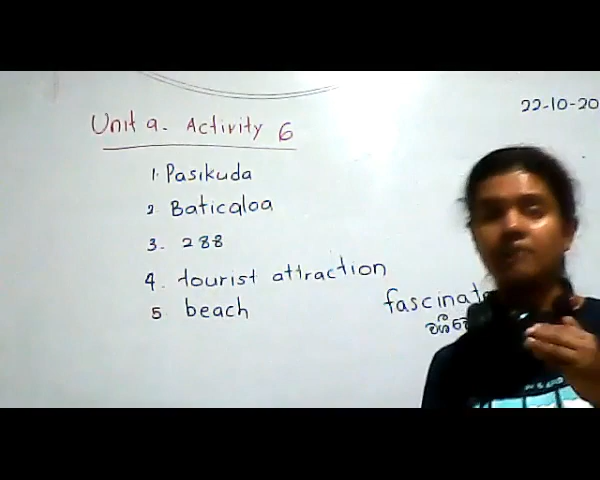 22-10-20
Unit 9. Activity 6
1. Pasikuda
2. Baticaloa
3. 288
4. tourist attraction
5 beach
fascinat